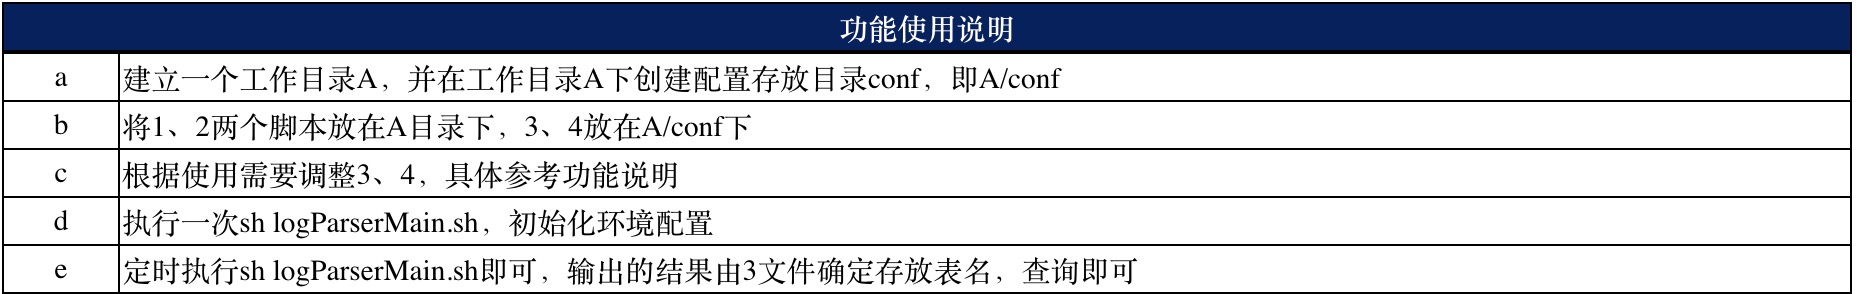 功能使用说明
a 建立一个工作目录A，并在工作目录A下创建配置存放目录conf，即A/conf
b 将1、2两个脚本放在A目录下，3、4放在A/conf下
c 根据使用需要调整3、4，具体参考功能说明
d 执行一次sh logParserMain.sh，初始化环境配置
e 定时执行sh logParserMain.sh即可，输出的结果由3文件确定存放表名，查询即可